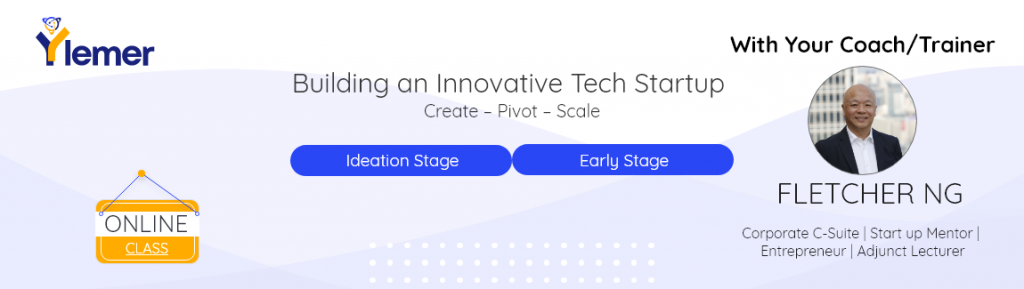 Ylemer
With Your Coach/Trainer
Building an Innovative Tech Startup
Create – Pivot – Scale
Ideation Stage
Early Stage
ONLINE
CLASS
FLETCHER NG
Corporate C-Suite | Start up Mentor |
Entrepreneur | Adjunct Lecturer